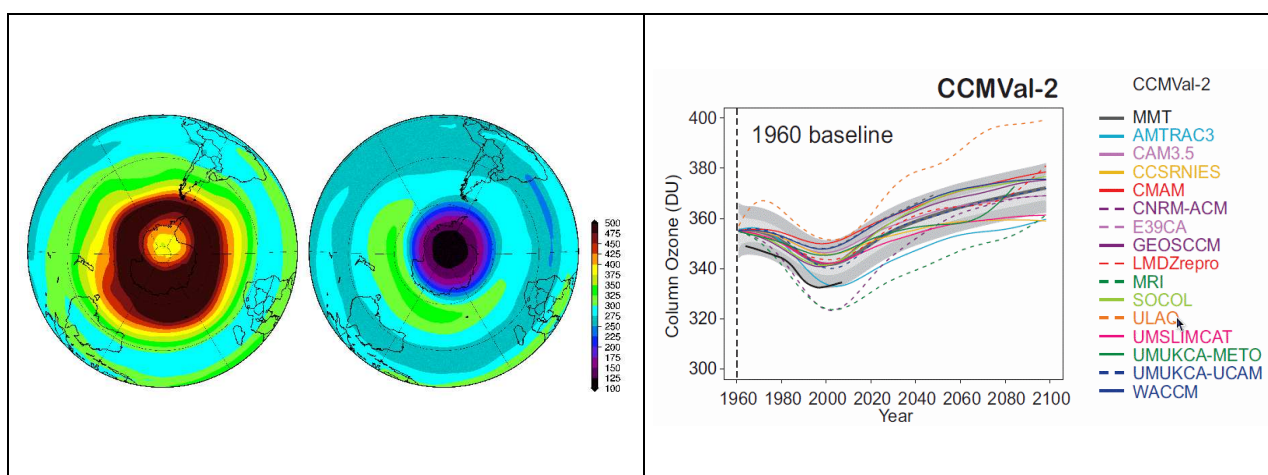 500
475
450
425
400
375
350
325
300
275
250
225
200
175
150
125
100
CCMVal-2
1960 baseline
400
380
360
340
320
300
Column Ozone (DU)
1960 1980 2000 2020 2040 2060 2080 2100
Year
CCMVal-2
MMT
AMTRAC3
CAM3.5
CCSRNIES
CMAM
CNRM-ACM
E39CA
GEOSCCM
LMDZrepro
MRI
SOCOL
ULAQ
UMSLIMCAT
UMUKCA-METO
UMUKCA-UCAM
WACCM